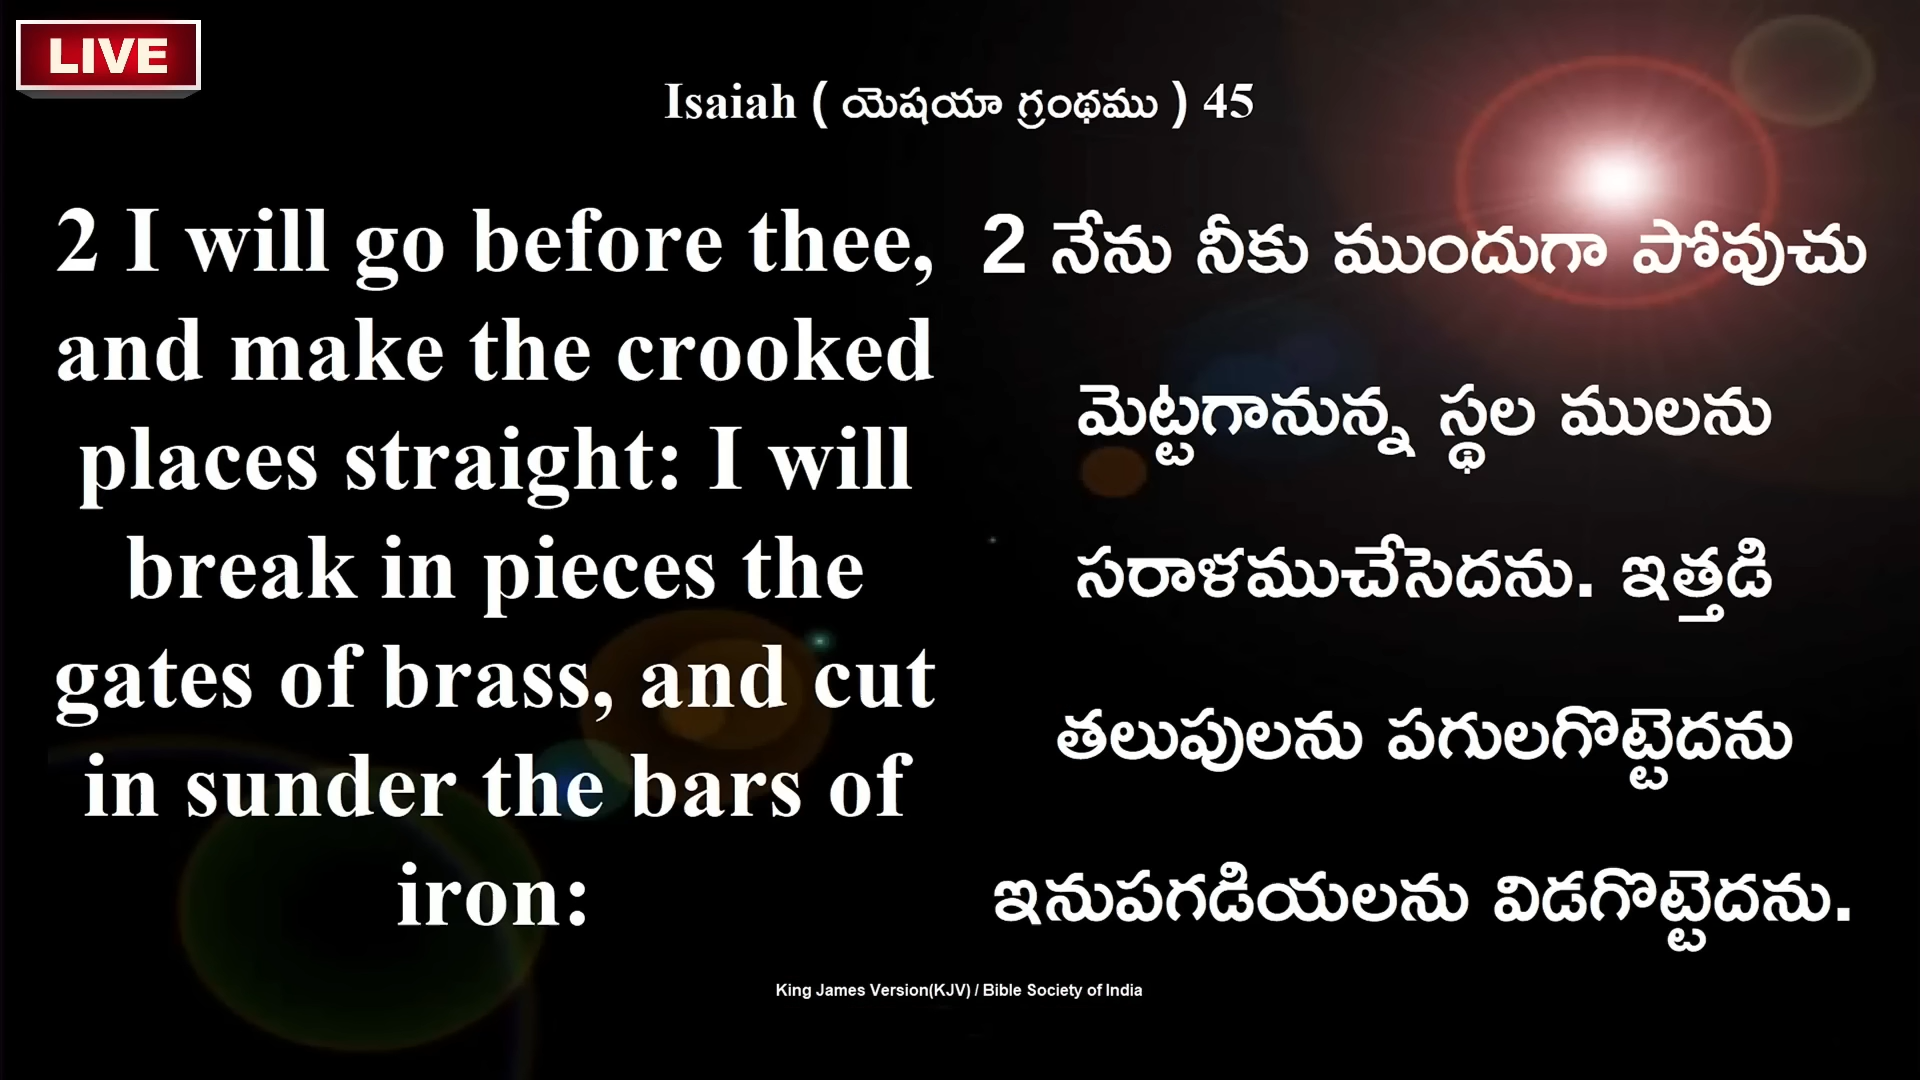 LIVE
Isaiah ( యెషయా గ్రంథము ) 45
2 I will go before thee,
and make the crooked
places straight: I will
break in pieces the
gates of brass, and cut
in sunder the bars of
iron:
2 నేను నీకు ముందుగా పోవుచు
మెట్టగానున్న స్థల ములను
సరాళముచేసెదను. ఇత్తడి
తలుపులను పగులగొట్టెదను
ఇనుపగడియలను విడగొట్టెదను.
King James Version(KJV) / Bible Society of India